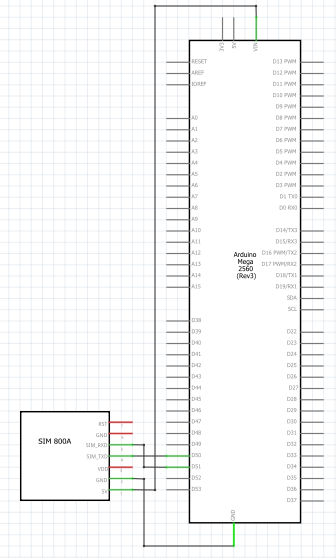 3V3
5V
VIN
RESET
AREF
IOREF
A0
A1
A2
A3
A4
A5
A6
A7
A8
A9
A10
A11
A12
A13
A14
A15
D38
D39
D40
D41
D42
D43
D44
D45
D46
D47
D48
D49
D50
D51
D52
D53
D13 PWM
D12 PWM
D11 PWM
D10 PWM
D9 PWM
D8 PWM
D7 PWM
D6 PWM
D5 PWM
D4 PWM
D3 PWM
D1 TX0
D0 RX0
D14/TX3
D15/RX3
D16 PWM/TX2
D17 PWM/RX2
D18/TX1
D19/RX1
SDA
SCL
D22
D23
D24
D25
D26
D27
D28
D29
D30
D31
D32
D33
D34
D35
D36
D37
Arduino
Mega
2560
(Rev3)
GND
SIM 800A
RST
GND
SIM_RXD
SIM_TXD
VDD
GND
5V